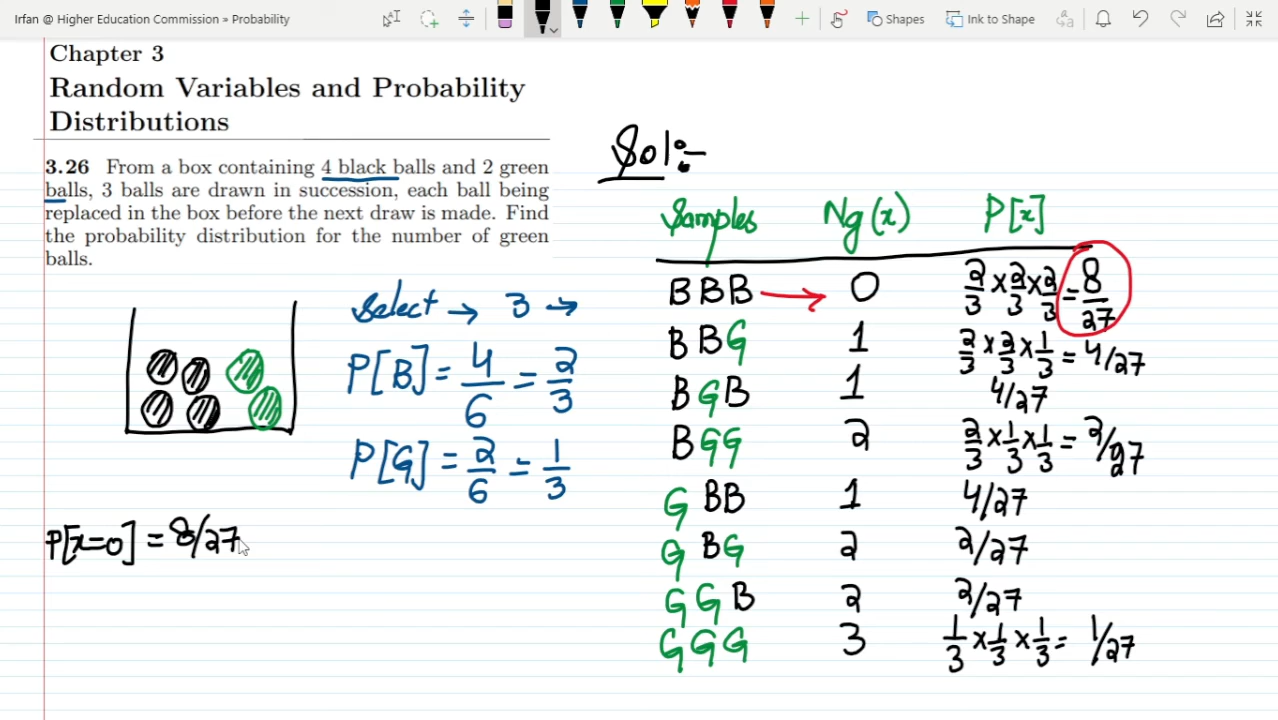 Irfan @ Higher Education Commission » Probability
Shapes
Ink to Shape
Chapter 3
Random Variables and Probability
Distributions
3.26 From a box containing 4 black balls and 2 green
balls, 3 balls are drawn in succession, each ball being
replaced in the box before the next draw is made. Find
the probability distribution for the number of green
balls.
Select → 3 →
P[B] = 4/6 = 2/3
P[G] = 2/6 = 1/3
P[x=0] = 8/27
Sol:-
Samples Ng(x) P[x]
BBB → 0 2/3 × 2/3 × 2/3 = 8/27
BBG 1 2/3 × 2/3 × 1/3 = 4/27
BGB 1 4/27
BGG 2 2/3 × 1/3 × 1/3 = 2/27
GBB 1 4/27
GBG 2 2/27
GGB 2 2/27
GGG 3 1/3 × 1/3 × 1/3 = 1/27